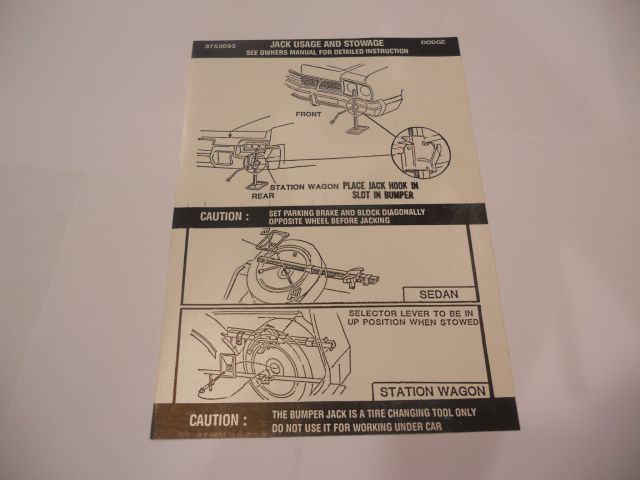 3753093 JACK USAGE AND STOWAGE DODGE
SEE OWNERS MANUAL FOR DETAILED INSTRUCTION
FRONT
STATION WAGON PLACE JACK HOOK IN
REAR SLOT IN BUMPER
CAUTION : SET PARKING BRAKE AND BLOCK DIAGONALLY
OPPOSITE WHEEL BEFORE JACKING
SEDAN
SELECTOR LEVER TO BE IN
UP POSITION WHEN STOWED
STATION WAGON
CAUTION : THE BUMPER JACK IS A TIRE CHANGING TOOL ONLY
DO NOT USE IT FOR WORKING UNDER CAR